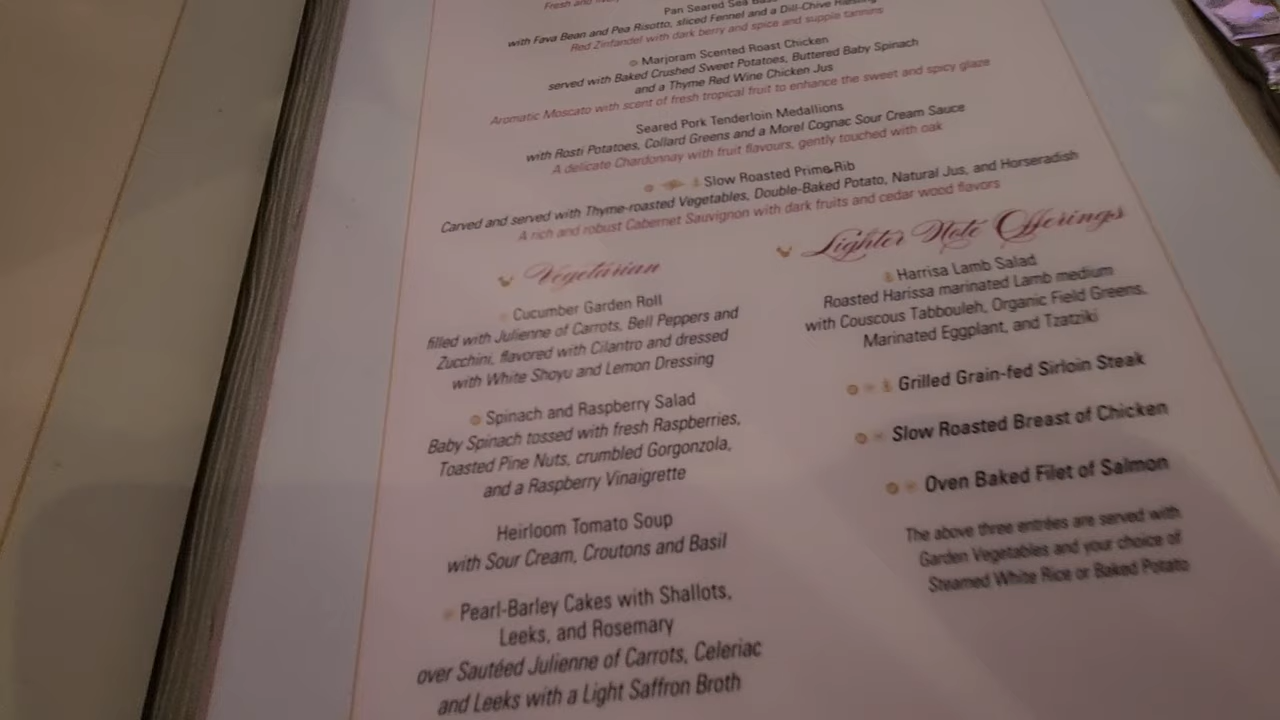 Fresh and
Pan Seared Sea
with Fava Bean and Pea Risotto, sliced Fennel and a Dill-Chive
Red Zinfandel with dark berry and spice and supple tannins
Marjoram Scented Roast Chicken
served with Baked Crushed Sweet Potatoes, Buttered Baby Spinach
and a Thyme Red Wine Chicken Jus
Aromatic Moscato with scent of fresh tropical fruit to enhance the sweet and spicy glaze
Seared Pork Tenderloin Medallions
with Rosti Potatoes, Collard Greens and a Morel Cognac Sour Cream Sauce
A delicate Chardonnay with fruit flavours, gently touched with oak
Slow Roasted Prime Rib
Carved and served with Thyme-roasted Vegetables, Double-Baked Potato, Natural Jus, and Horseradish
A rich and robust Cabernet Sauvignon with dark fruits and cedar wood flavors
Vegetarian
Cucumber Garden Roll
filled with Julienne of Carrots, Bell Peppers and
Zucchini, flavored with Cilantro and dressed
with White Shoyu and Lemon Dressing
Spinach and Raspberry Salad
Baby Spinach tossed with fresh Raspberries,
Toasted Pine Nuts, crumbled Gorgonzola,
and a Raspberry Vinaigrette
Heirloom Tomato Soup
with Sour Cream, Croutons and Basil
Pearl-Barley Cakes with Shallots,
Leeks, and Rosemary
over Sautéed Julienne of Carrots, Celeriac
and Leeks with a Light Saffron Broth
Lighter Note Offerings
Harrisa Lamb Salad
Roasted Harissa marinated Lamb medium
with Couscous Tabbouleh, Organic Field Greens,
Marinated Eggplant, and Tzatziki
Grilled Grain-fed Sirloin Steak
Slow Roasted Breast of Chicken
Oven Baked Filet of Salmon
The above three entrées are served with
Garden Vegetables and your choice of
Steamed White Rice or Baked Potato